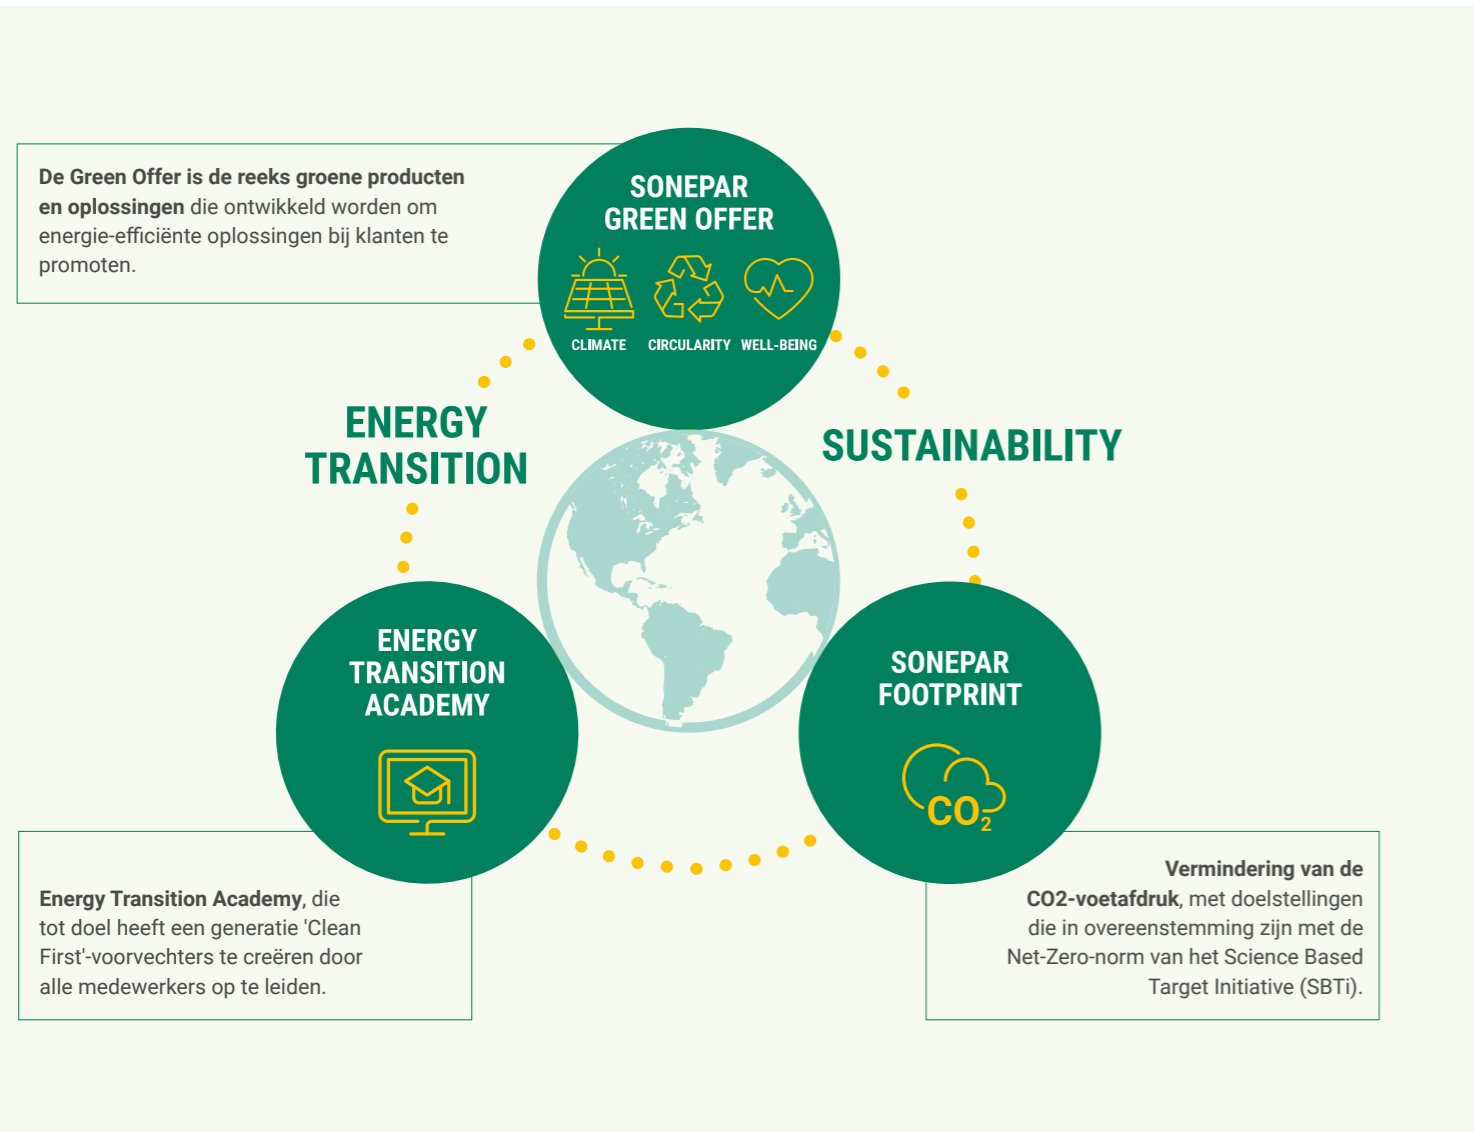 De Green Offer is de reeks groene producten
en oplossingen die ontwikkeld worden om
energie-efficiënte oplossingen bij klanten te
promoten.
SONEPAR
GREEN OFFER
CLIMATE CIRCULARITY WELL-BEING
ENERGY
TRANSITION
SUSTAINABILITY
ENERGY
TRANSITION
ACADEMY
SONEPAR
FOOTPRINT
CO2
Energy Transition Academy, die
tot doel heeft een generatie 'Clean
First'-voorvechters te creëren door
alle medewerkers op te leiden.
Vermindering van de
CO2-voetafdruk, met doelstellingen
die in overeenstemming zijn met de
Net-Zero-norm van het Science Based
Target Initiative (SBTi).